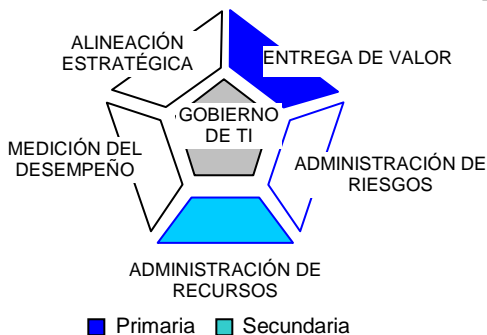 ALINEACIÓN
ESTRATÉGICA
ENTREGA DE VALOR
GOBIERNO
DE TI
MEDICIÓN DEL
DESEMPEÑO
ADMINISTRACIÓN DE
RIESGOS
ADMINISTRACIÓN DE
RECURSOS
Primaria
Secundaria